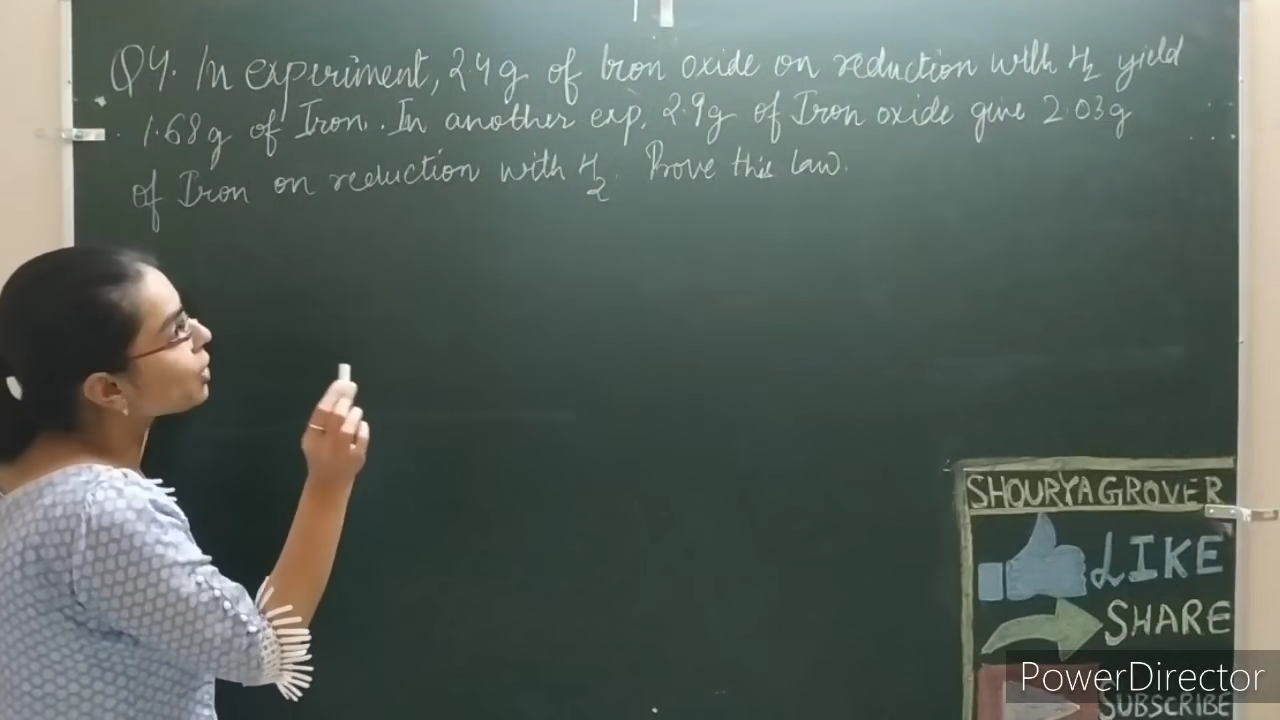 Q4. In experiment, 2.4g of Iron oxide on reduction with H2 yield
1.68g of Iron. In another exp. 2.9g of Iron oxide give 2.03g
of Iron on reduction with H2. Prove this law.
SHOURYA GROVER
LIKE
SHARE
PowerDirector
SUBSCRIBE